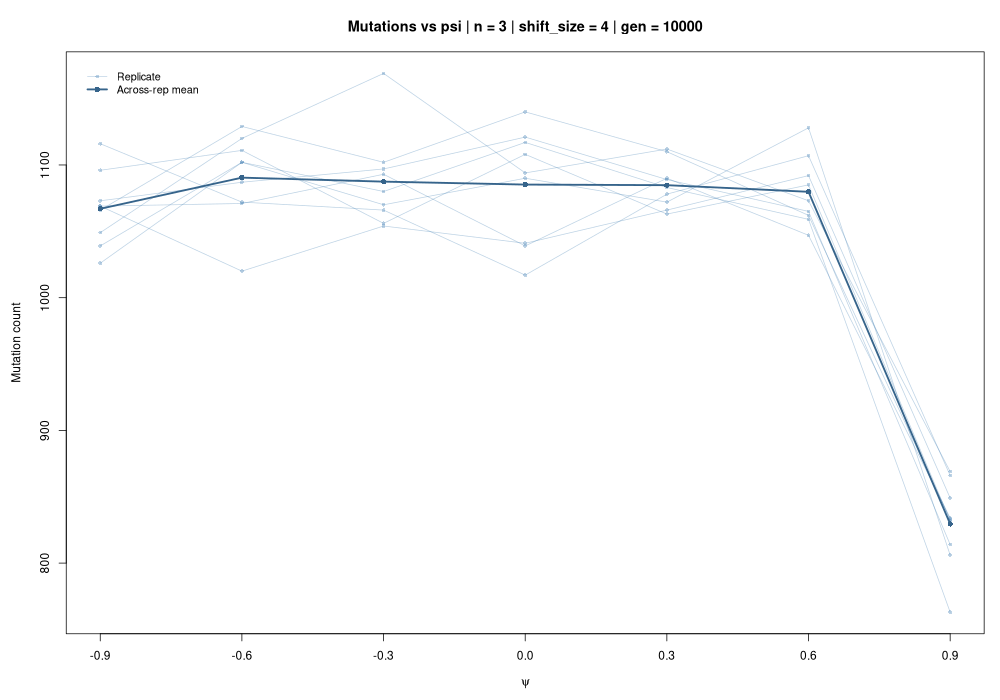 Mutations vs psi | n = 3 | shift_size = 4 | gen = 10000
Replicate
Across-rep mean
Mutation count
1100
1000
900
800
-0.9 -0.6 -0.3 0.0 0.3 0.6 0.9
ψ